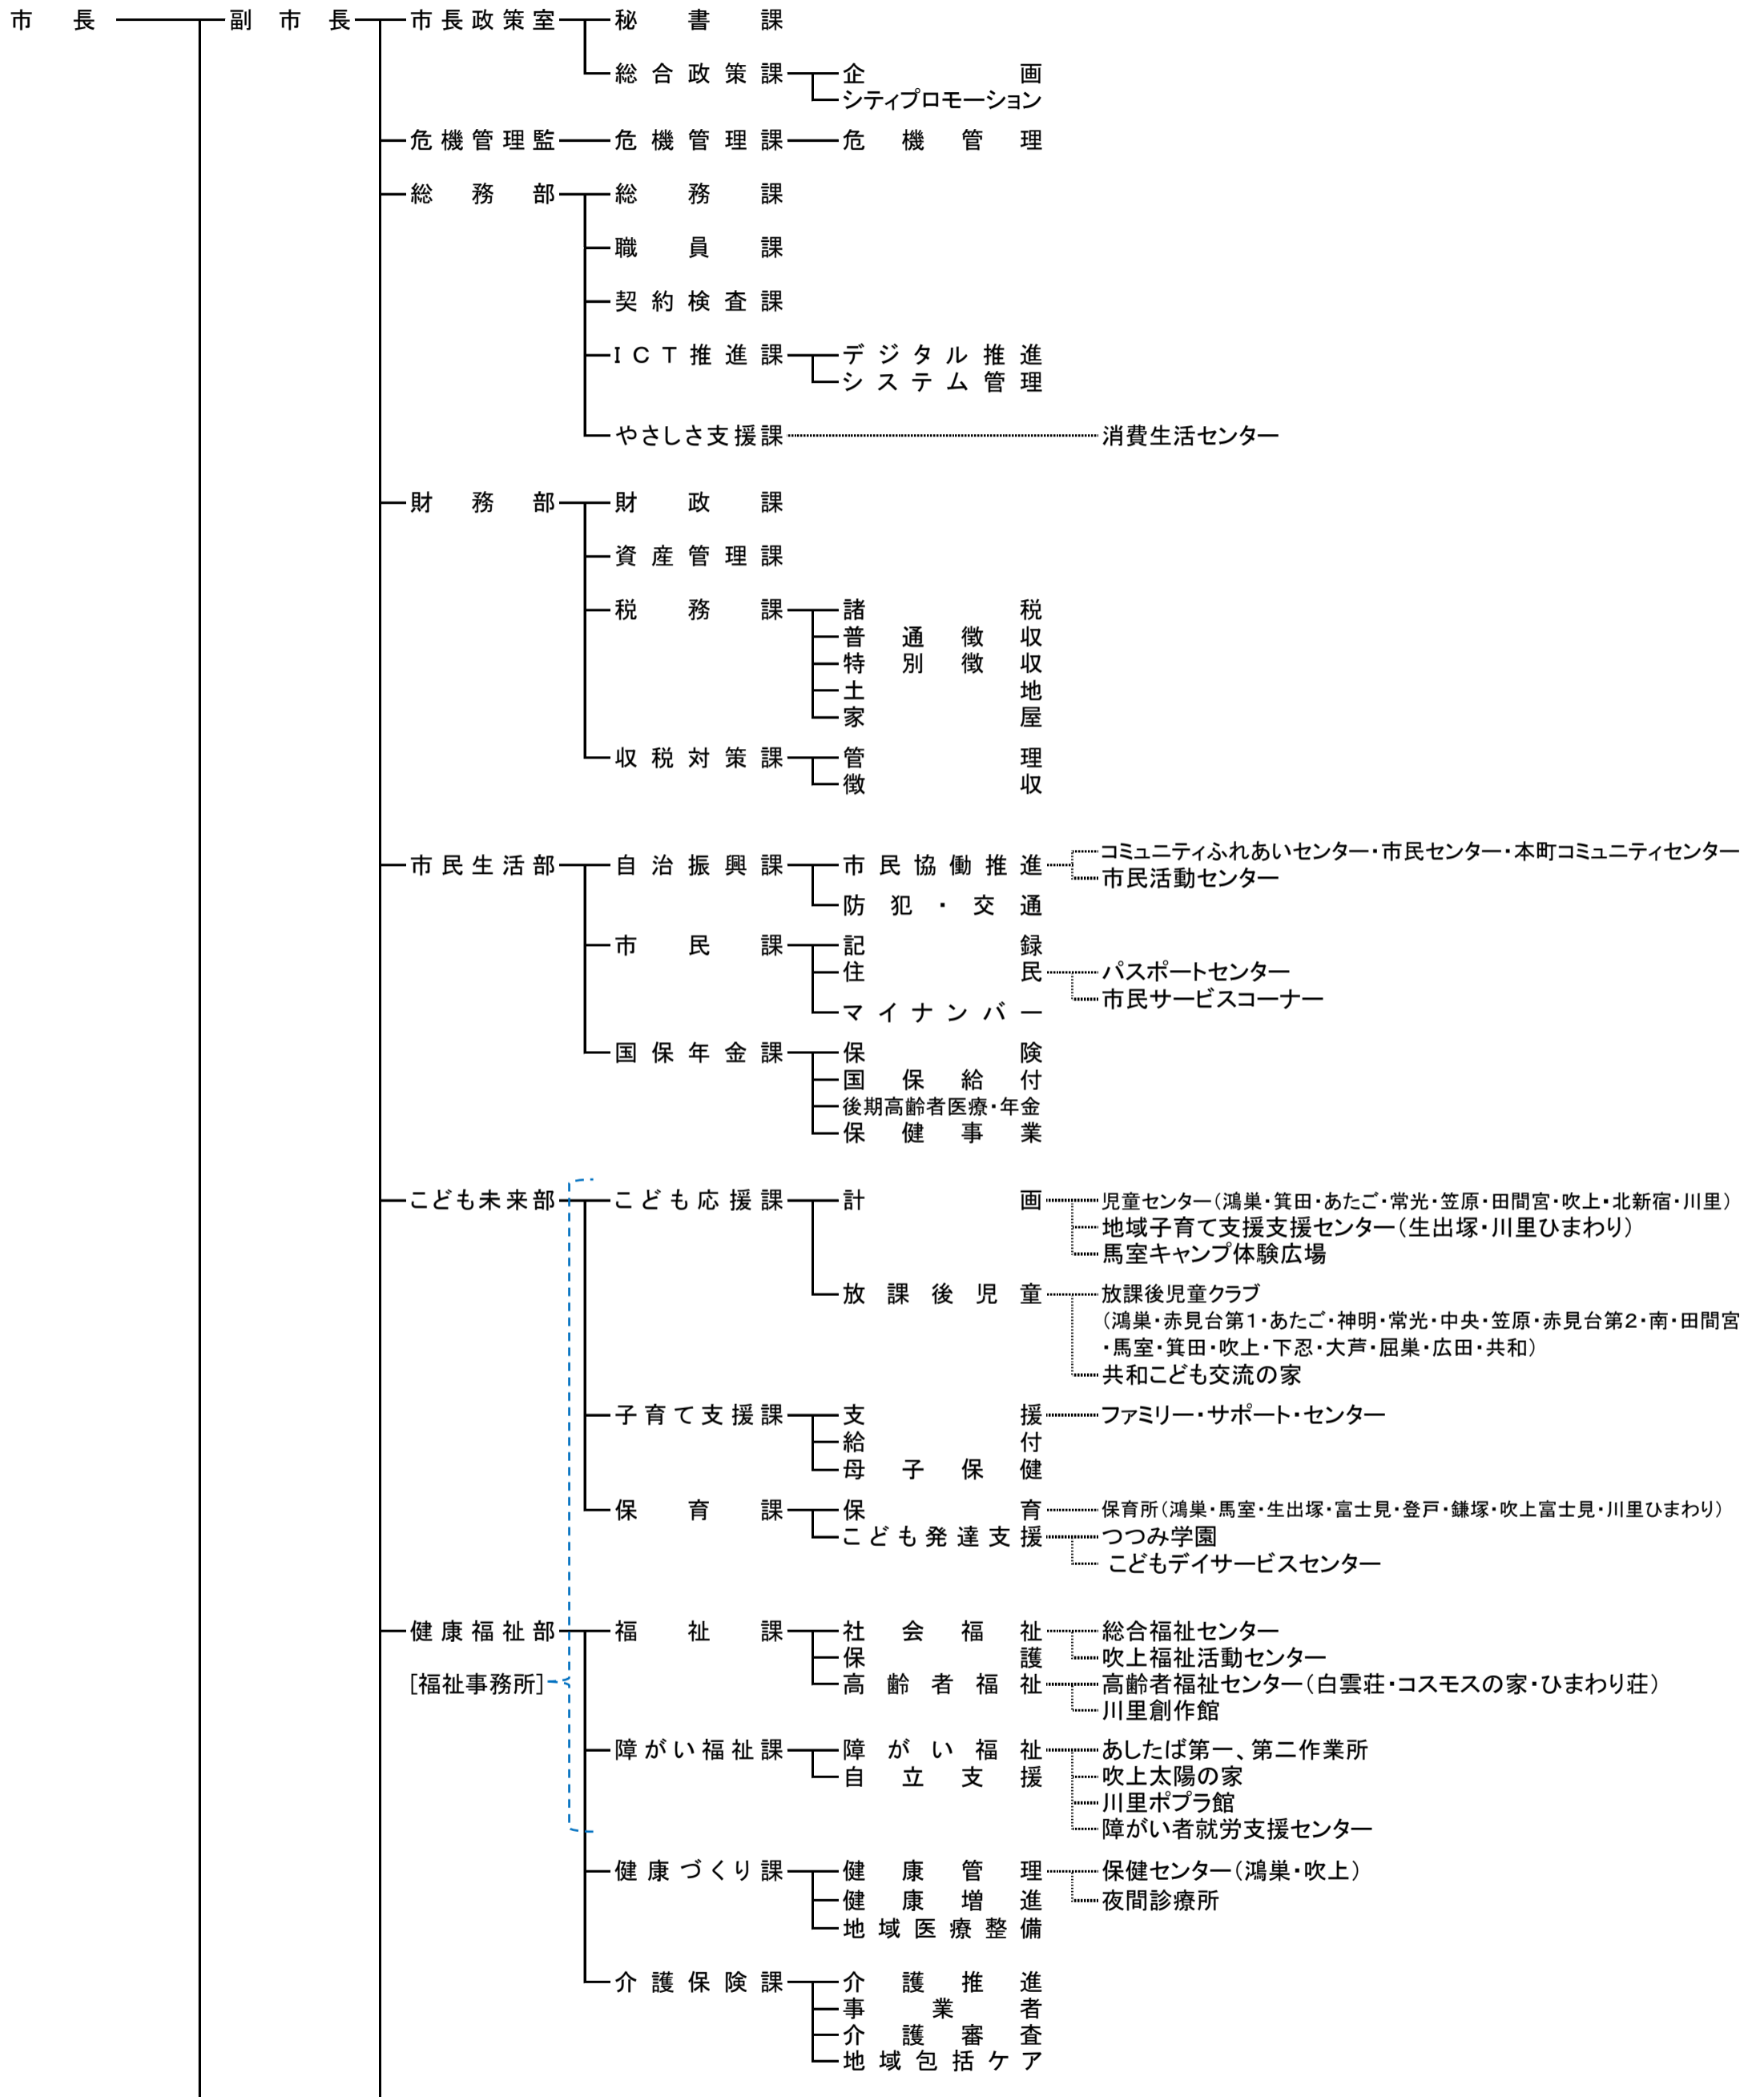 市長 副市長 市長政策室 秘書課
総合政策課 企画
シティプロモーション
危機管理監 危機管理課 危機管理
総務部 総務課
職員課
契約検査課
ICT推進課 デジタル推進
システム管理
やさしさ支援課 消費生活センター
財務部 財政課
資産管理課
税務課 諸税
普通徴収
特別徴収
土地
家屋
収税対策課 管理
徴収
コミュニティふれあいセンター・市民センター・本町コミュニティセンター
市民生活部 自治振興課 市民協働推進
市民活動センター
防犯・交通
市民課 記録
住民 パスポートセンター
市民サービスコーナー
マイナンバー
国保年金課 保険
国保給付
後期高齢者医療・年金
保健事業
こども未来部 こども応援課 計画 児童センター(鴻巣・箕田・あたご・常光・笠原・田間宮・吹上・北新宿・川里)
地域子育て支援支援センター(生出塚・川里ひまわり)
馬室キャンプ体験広場
放課後児童 放課後児童クラブ
(鴻巣・赤見台第1・あたご・神明・常光・中央・笠原・赤見台第2・南・田間宮
・馬室・箕田・吹上・下忍・大芦・屈巣・広田・共和)
共和こども交流の家
子育て支援課 支援 ファミリー・サポート・センター
給付
母子保健
保育課 保育 保育所(鴻巣・馬室・生出塚・富士見・登戸・鎌塚・吹上富士見・川里ひまわり)
こども発達支援 つつみ学園
こどもデイサービスセンター
健康福祉部 福祉課 社会福祉 総合福祉センター
保護 吹上福祉活動センター
[福祉事務所] 高齢者福祉 高齢者福祉センター(白雲荘・コスモスの家・ひまわり荘)
川里創作館
障がい福祉課 障がい福祉 あしたば第一、第二作業所
自立支援 吹上太陽の家
川里ポプラ館
障がい者就労支援センター
健康づくり課 健康管理 保健センター(鴻巣・吹上)
健康増進 夜間診療所
地域医療整備
介護保険課 介護推進
事業者
介護審査
地域包括ケア